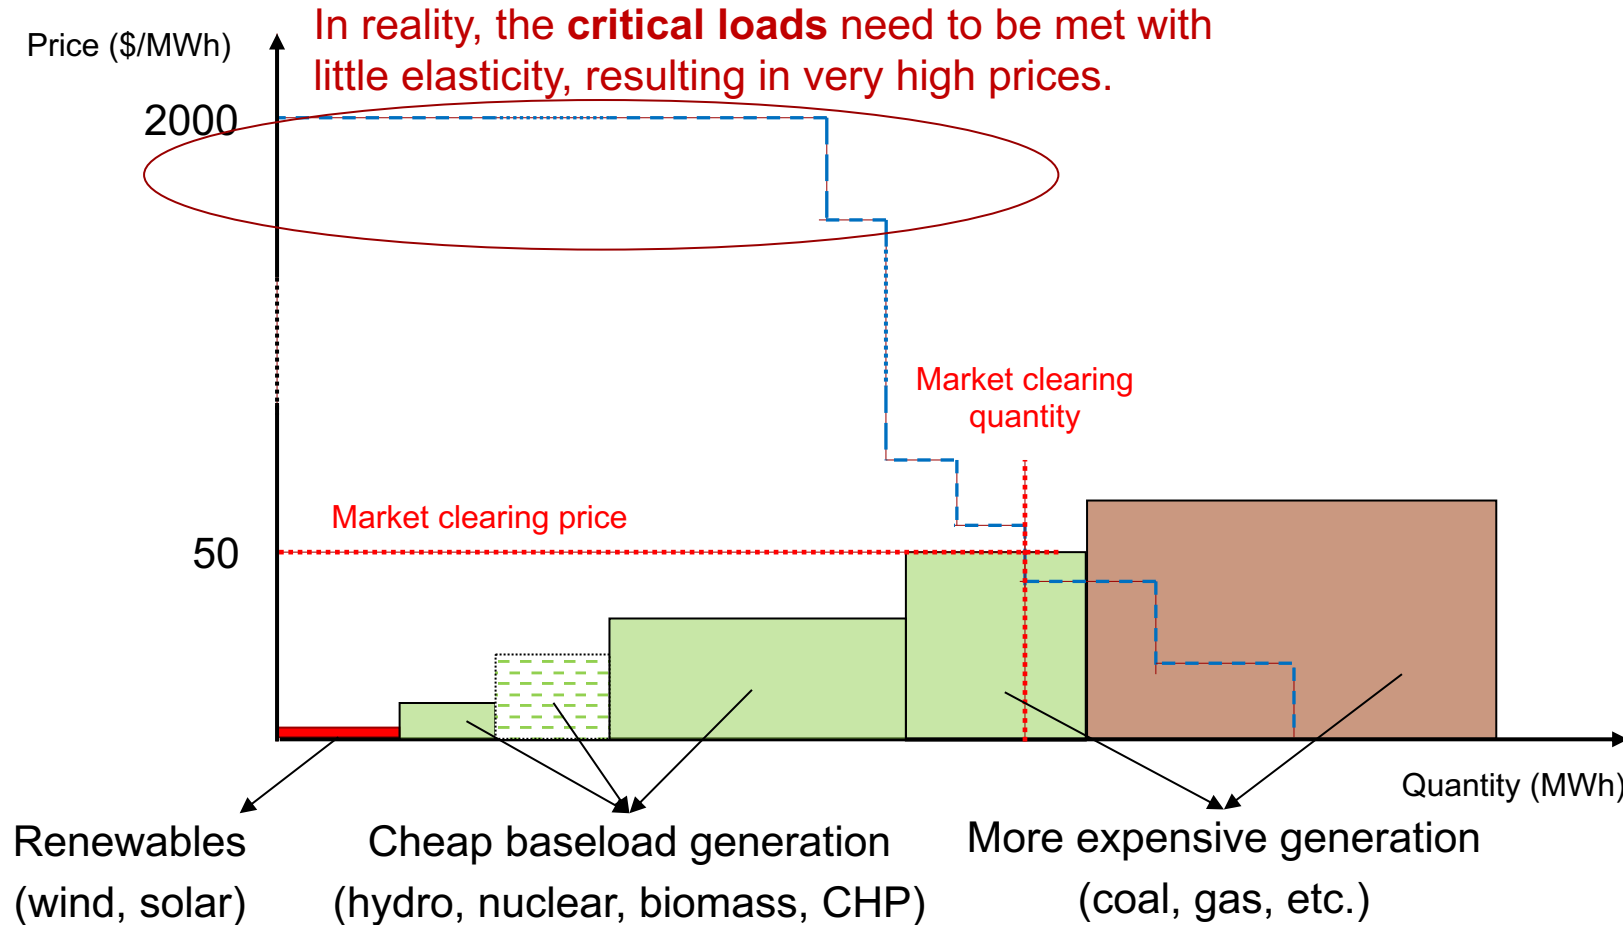 Price ($/MWh)
In reality, the critical loads need to be met with
little elasticity, resulting in very high prices.
2000
Market clearing
quantity
Market clearing price
50
Quantity (MWh)
Renewables
(wind, solar)
Cheap baseload generation
(hydro, nuclear, biomass, CHP)
More expensive generation
(coal, gas, etc.)